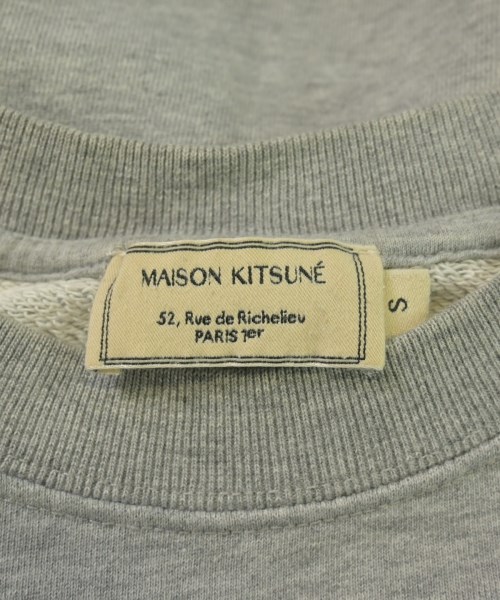 MAISON KITSUNÉ
52, Rue de Richelieu
PARIS 1er
S